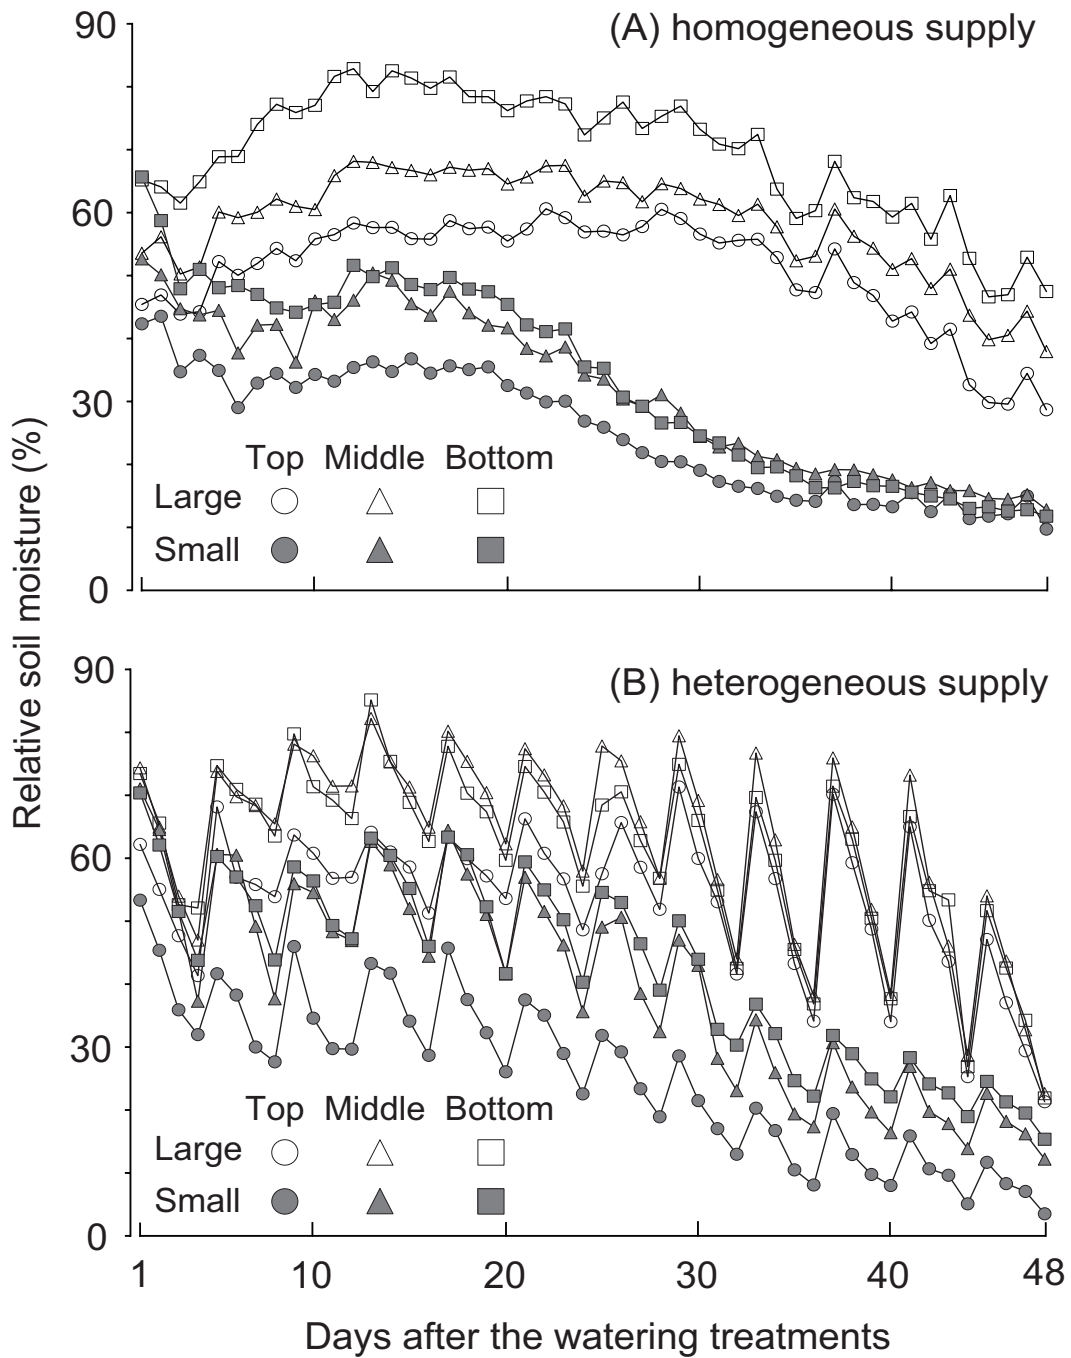 (A) homogeneous supply
90
60
30
0
Top Middle Bottom
Large
Small
Relative soil moisture (%)
(B) heterogeneous supply
90
60
30
0
Top Middle Bottom
Large
Small
1 10 20 30 40 48
Days after the watering treatments